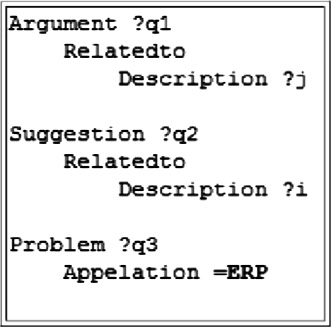 Argument ?q1
Relatedto
Description ?j
Suggestion ?q2
Relatedto
Description ?i
Problem ?q3
Appelation =ERP